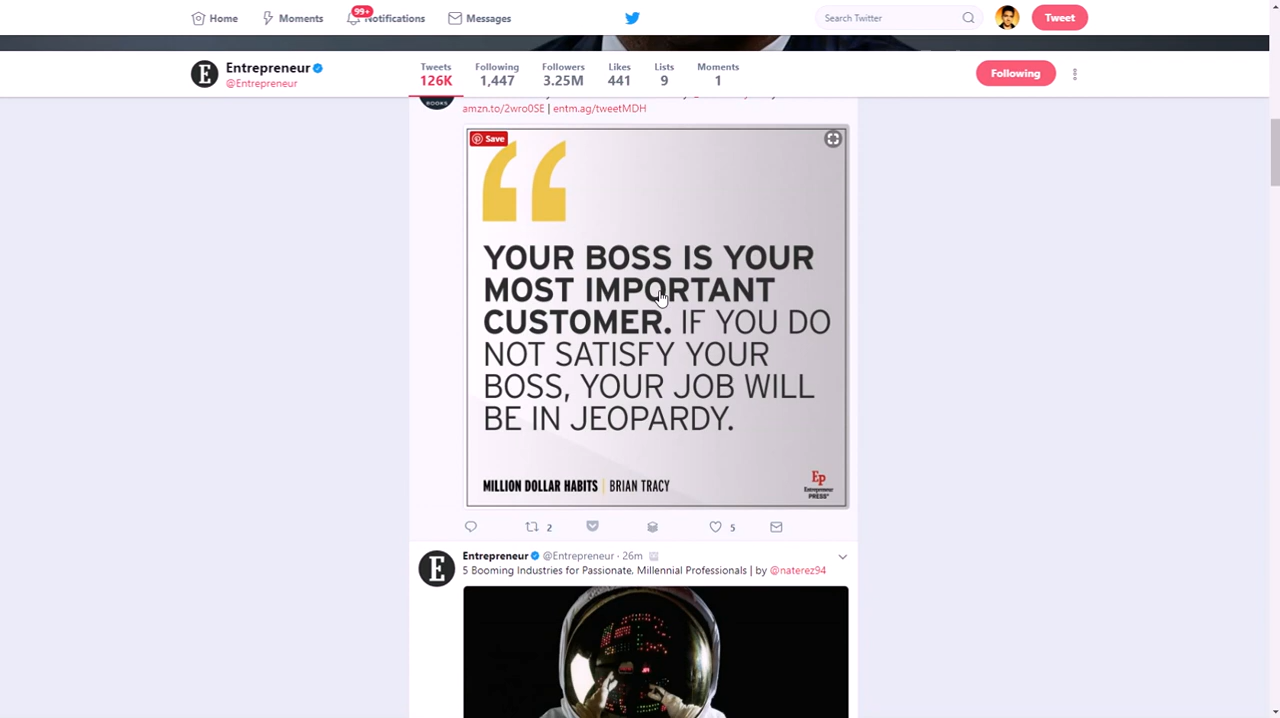 Home
Moments
99+
Notifications
Messages
Search Twitter
Tweet
Entrepreneur
@Entrepreneur
Tweets
126K
Following
1,447
Followers
3.25M
Likes
441
Lists
9
Moments
1
Following
BOOKS
amzn.to/2wro0SE | entm.ag/tweetMDH
Save
“
YOUR BOSS IS YOUR
MOST IMPORTANT
CUSTOMER. IF YOU DO
NOT SATISFY YOUR
BOSS, YOUR JOB WILL
BE IN JEOPARDY.
MILLION DOLLAR HABITS | BRIAN TRACY
Ep
Entrepreneur
PRESS®
2
5
Entrepreneur @Entrepreneur · 26m
5 Booming Industries for Passionate, Millennial Professionals | by @naterez94